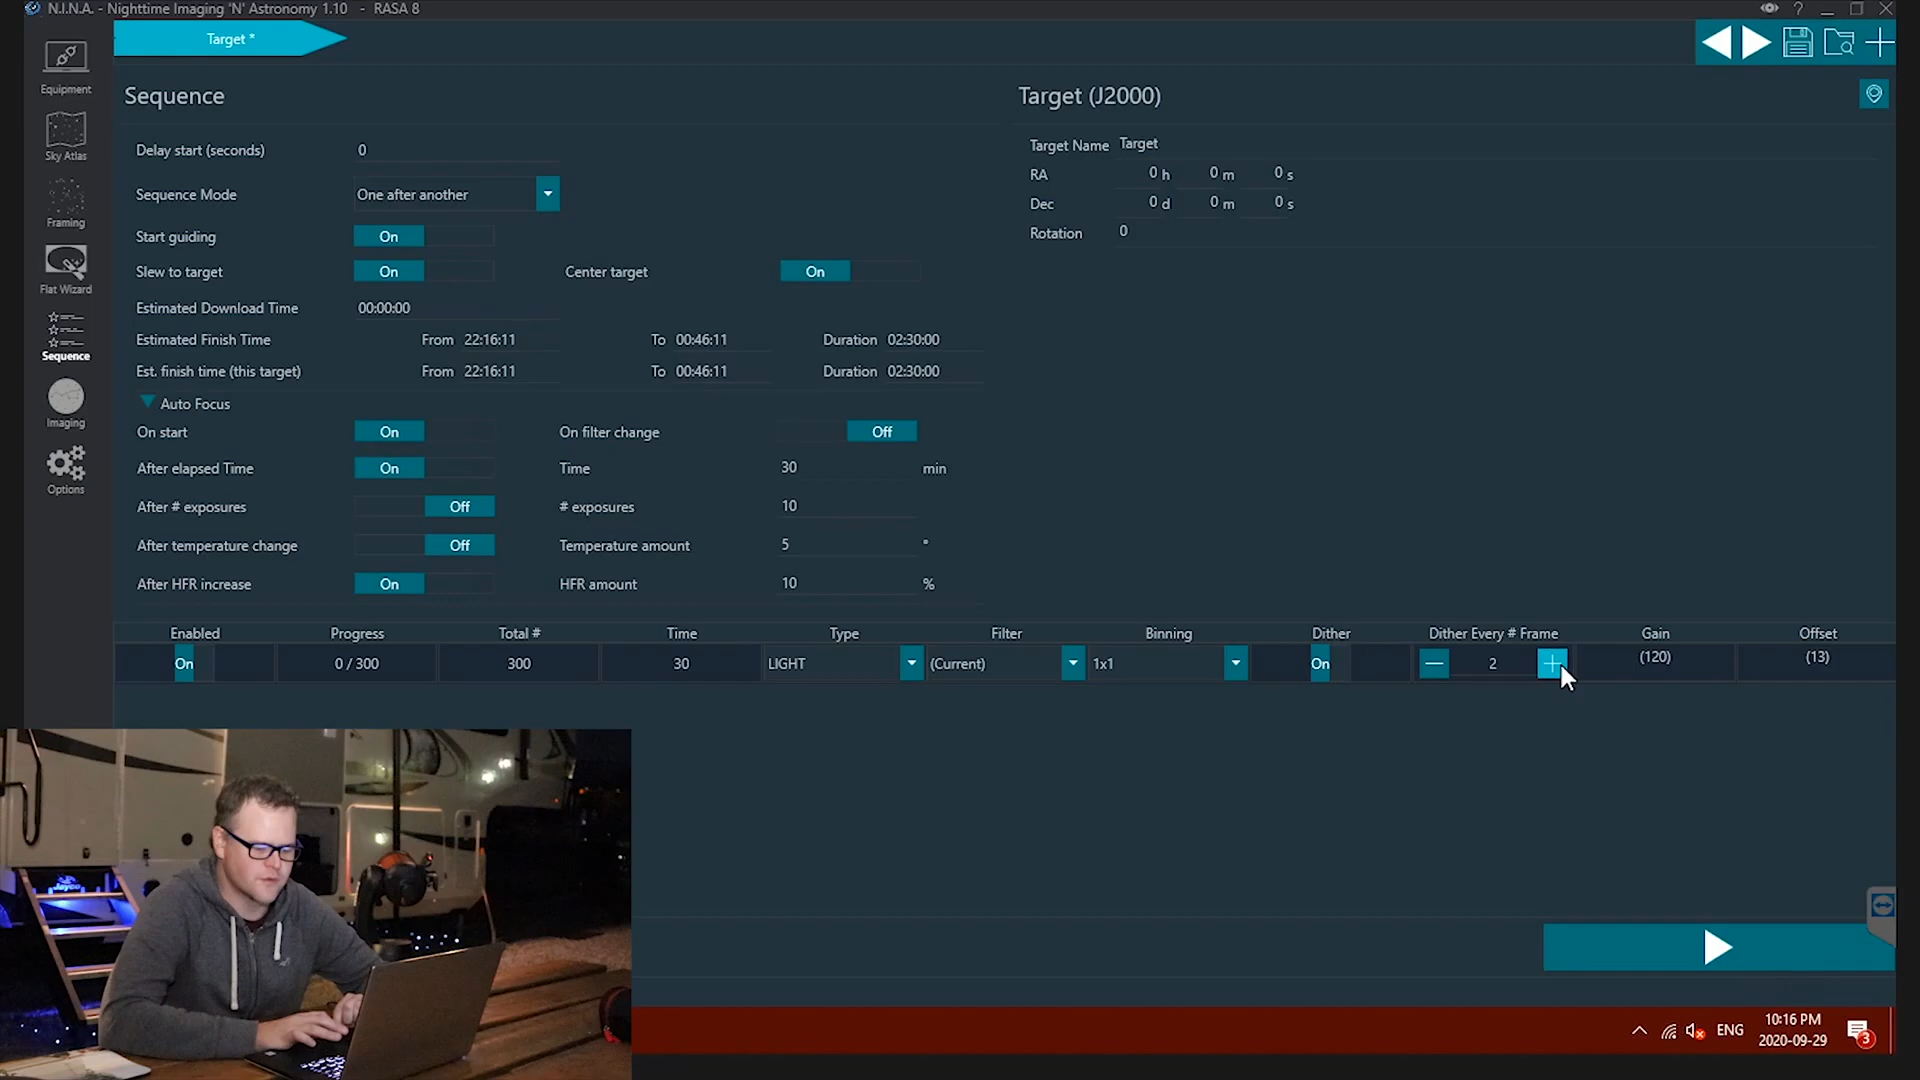 N.I.N.A. - Nighttime Imaging 'N' Astronomy 1.10 - RASA 8
?
Target *
Equipment
Sky Atlas
Framing
Flat Wizard
Sequence
Imaging
Options
Sequence
Delay start (seconds) 0
Sequence Mode One after another
Start guiding On
Slew to target On Center target On
Estimated Download Time 00:00:00
Estimated Finish Time From 22:16:11 To 00:46:11 Duration 02:30:00
Est. finish time (this target) From 22:16:11 To 00:46:11 Duration 02:30:00
Auto Focus
On start On On filter change Off
After elapsed Time On Time 30 min
After # exposures Off # exposures 10
After temperature change Off Temperature amount 5 °
After HFR increase On HFR amount 10 %
Target (J2000)
Target Name Target
RA 0 h 0 m 0 s
Dec 0 d 0 m 0 s
Rotation 0
Enabled Progress Total # Time Type Filter Binning Dither Dither Every # Frame Gain Offset
On 0 / 300 300 30 LIGHT (Current) 1x1 On 2 (120) (13)
Jayco
ENG
10:16 PM
2020-09-29
3